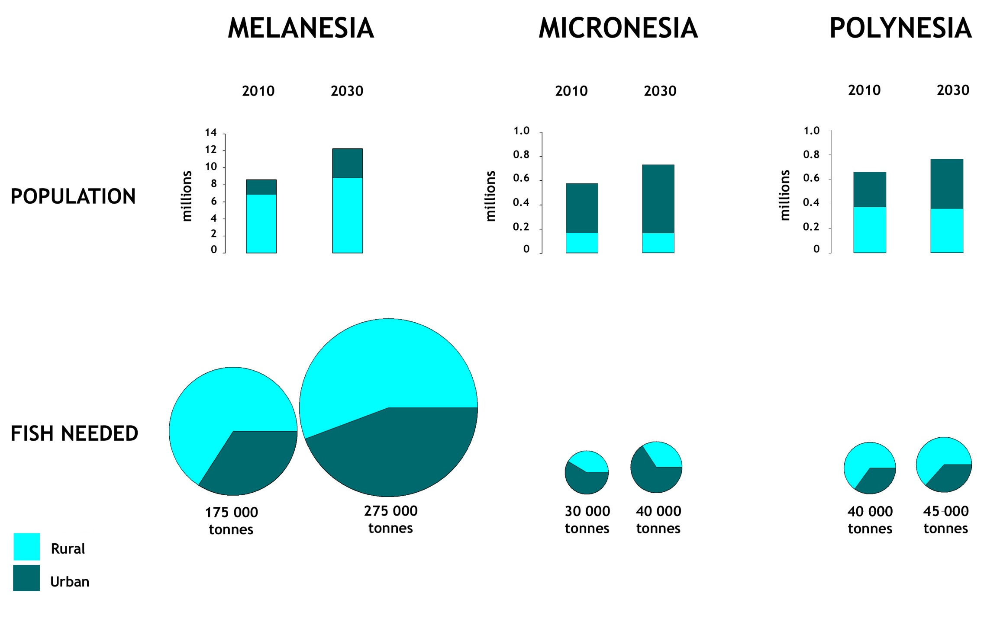 MELANESIA
MICRONESIA
POLYNESIA
2010
2030
2010
2030
2010
2030
POPULATION
millions
14
12
10
8
6
4
2
0
millions
1.0
0.8
0.6
0.4
0.2
0
millions
1.0
0.8
0.6
0.4
0.2
0
FISH NEEDED
175 000
tonnes
275 000
tonnes
30 000
tonnes
40 000
tonnes
40 000
tonnes
45 000
tonnes
Rural
Urban